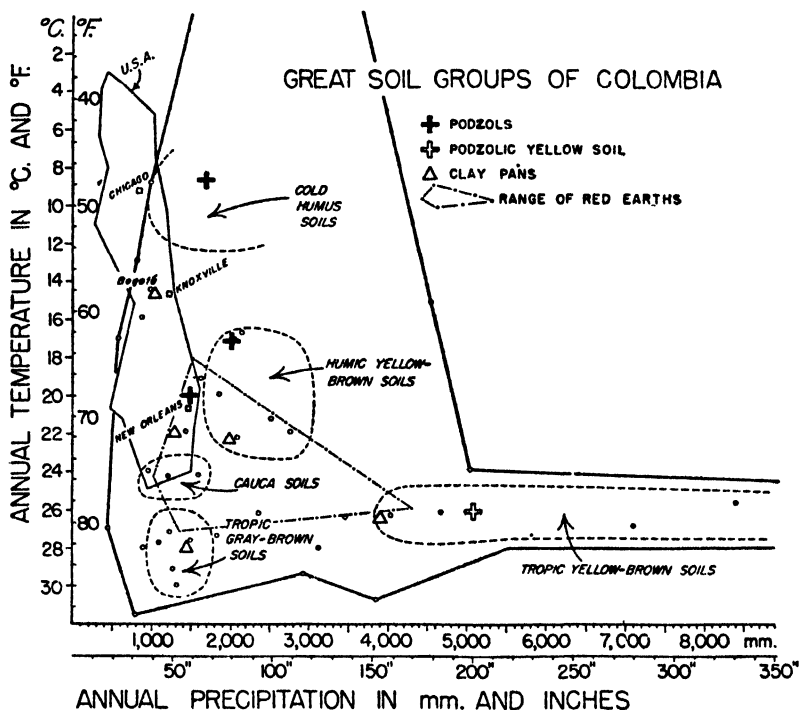 °C. °F.
GREAT SOIL GROUPS OF COLOMBIA
PODZOLS
PODZOLIC YELLOW SOIL
CLAY PANS
RANGE OF RED EARTHS
ANNUAL TEMPERATURE IN °C. AND °F.
2
4
6
8
10
12
14
16
18
20
22
24
26
28
30
40
50
60
70
80
U.S.A.
CHICAGO
COLD
HUMUS
SOILS
Bogotá
KNOXVILLE
HUMIC YELLOW-
BROWN SOILS
NEW ORLEANS
CAUCA SOILS
TROPIC
GRAY-BROWN
SOILS
TROPIC YELLOW-BROWN SOILS
1,000 2,000 3,000 4,000 5,000 6,000 7,000 8,000 mm.
50" 100" 150" 200" 250" 300" 350"
ANNUAL PRECIPITATION IN mm. AND INCHES